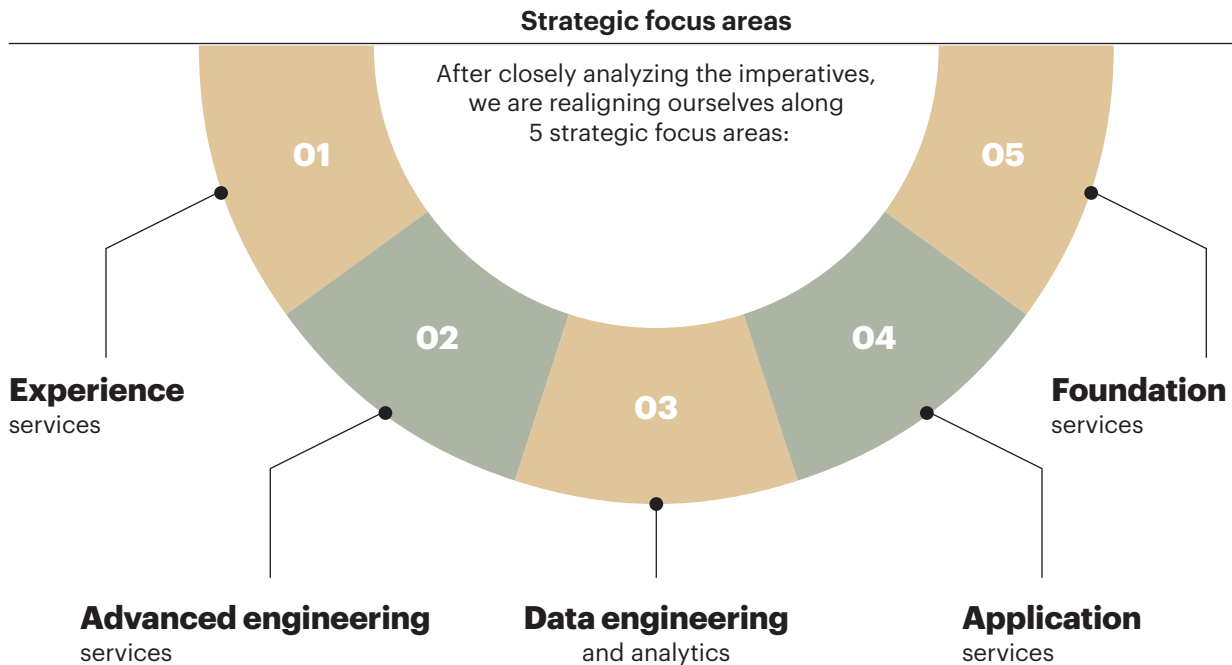 Strategic focus areas
After closely analyzing the imperatives,
we are realigning ourselves along
5 strategic focus areas:
01
02
03
04
05
Experience
services
Advanced engineering
services
Data engineering
and analytics
Application
services
Foundation
services